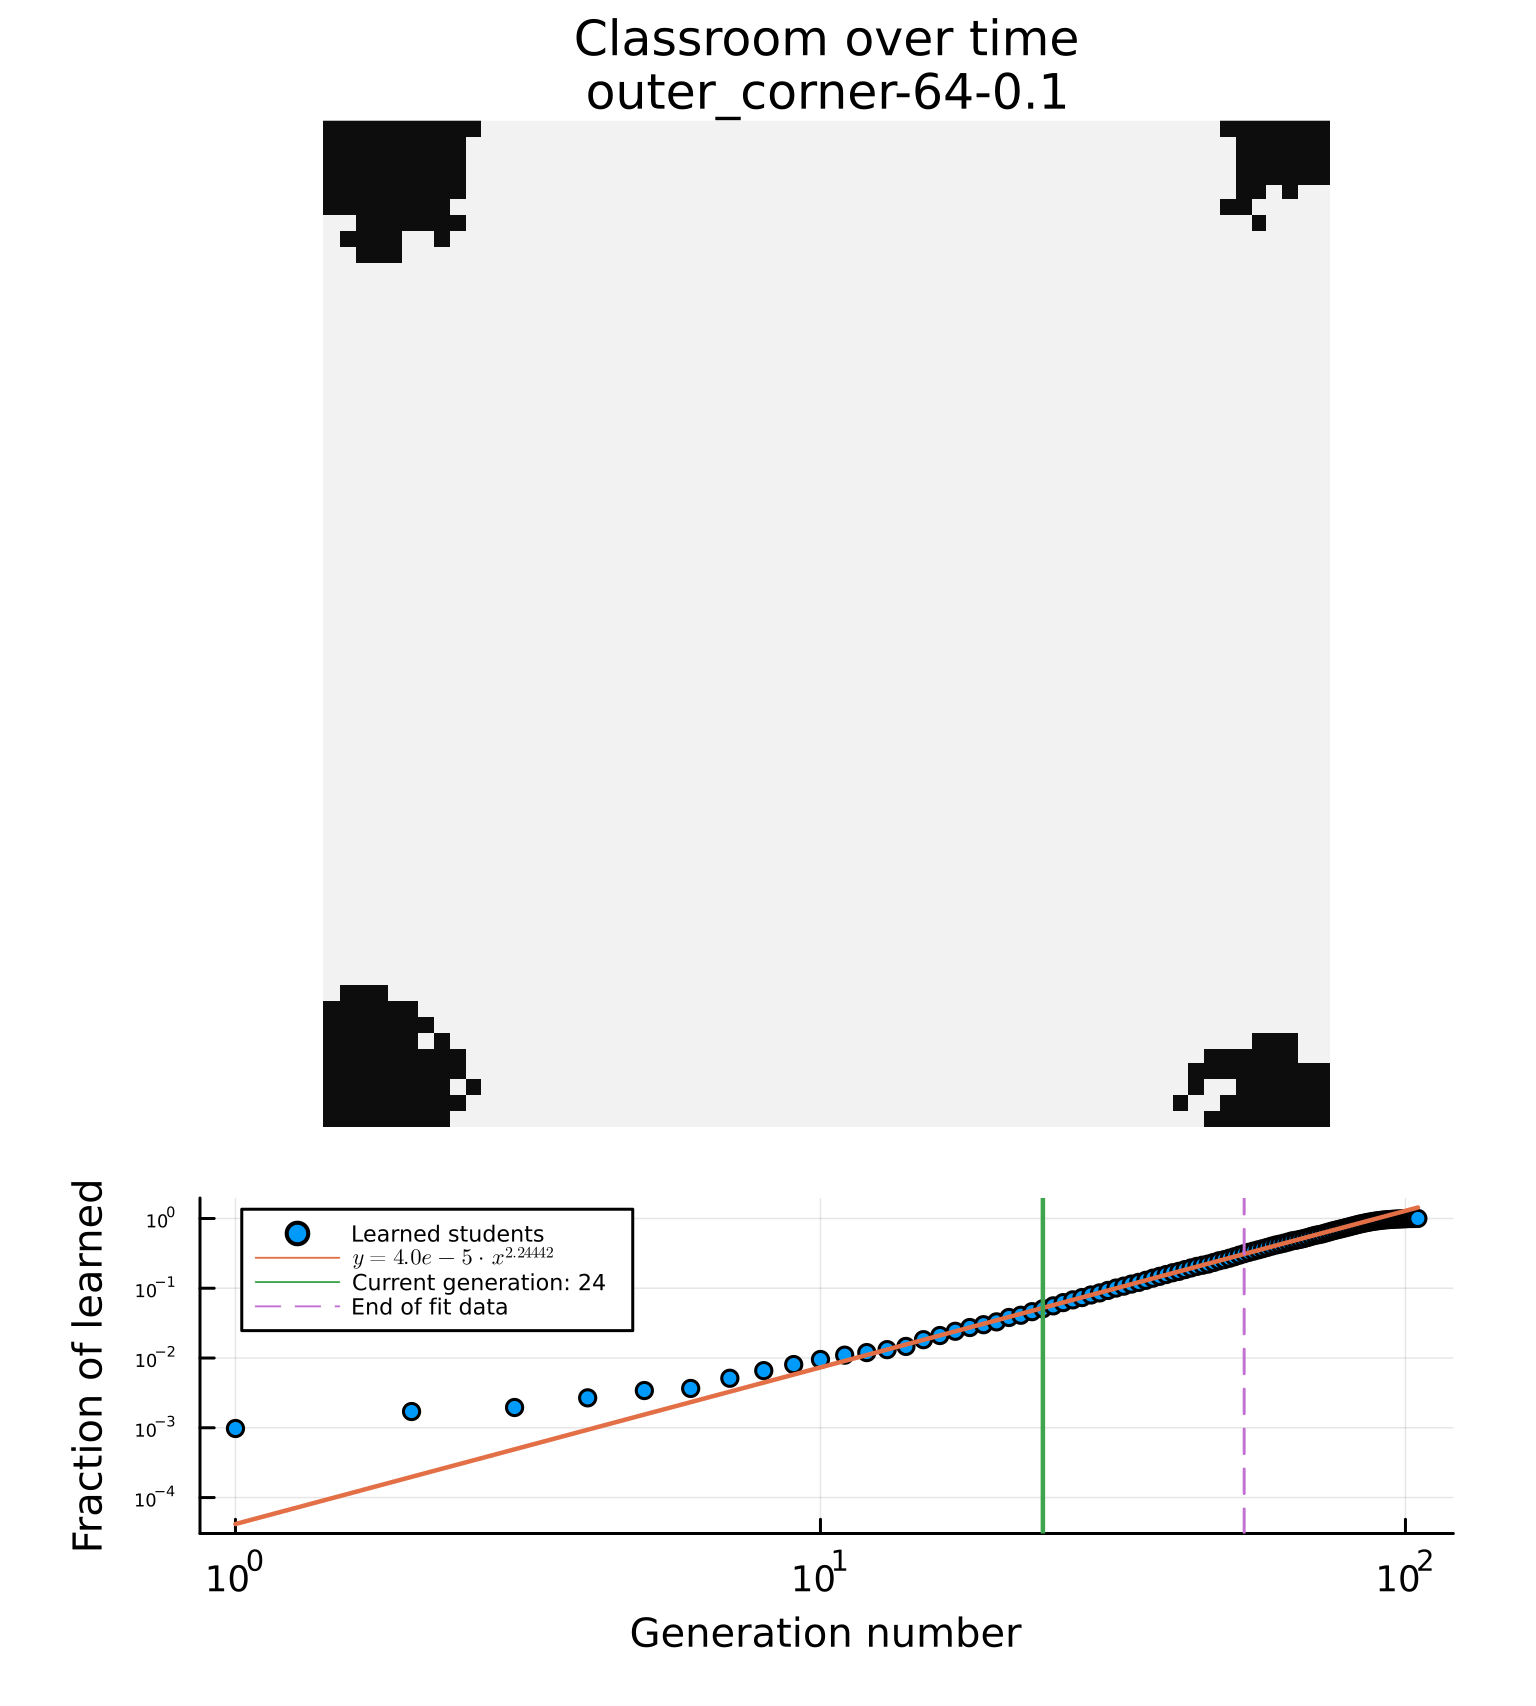 Classroom over time
outer_corner-64-0.1
Fraction of learned
10^0
10^−1
10^−2
10^−3
10^−4
Learned students
y = 4.0e − 5 · x^2.24442
Current generation: 24
End of fit data
10^0
10^1
10^2
Generation number